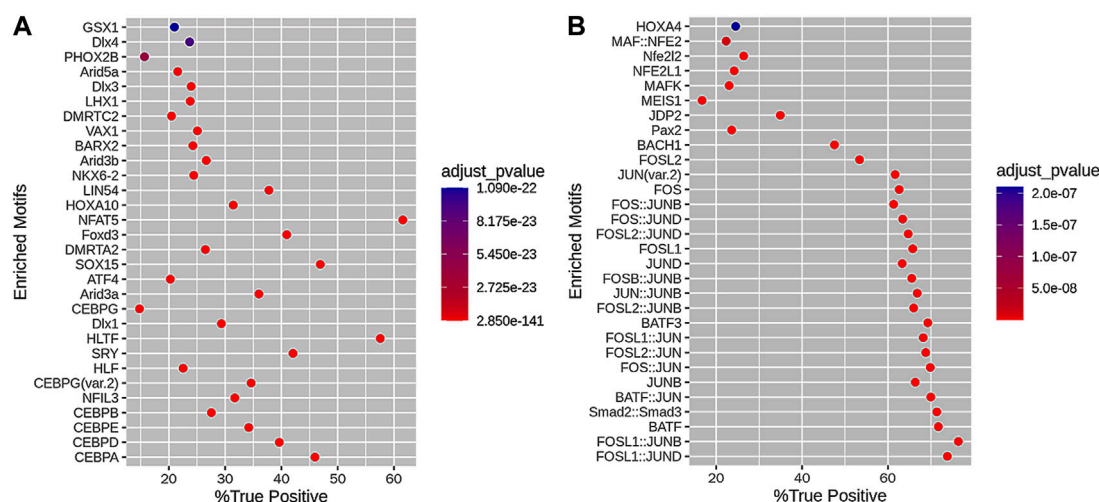 A
GSX1
Dlx4
PHOX2B
Arid5a
Dlx3
LHX1
DMRTC2
VAX1
BARX2
Arid3b
NKX6-2
LIN54
HOXA10
NFAT5
Foxd3
DMRTA2
SOX15
ATF4
Arid3a
CEBPG
Dlx1
HLTF
SRY
HLF
CEBPG(var.2)
NFIL3
CEBPB
CEBPE
CEBPD
CEBPA
Enriched Motifs
20 30 40 50 60
%True Positive
adjust_pvalue
1.090e-22
8.175e-23
5.450e-23
2.725e-23
2.850e-141
B
HOXA4
MAF::NFE2
Nfe2l2
NFE2L1
MAFK
MEIS1
JDP2
Pax2
BACH1
FOSL2
JUN(var.2)
FOS
FOS::JUNB
FOS::JUND
FOSL2::JUND
FOSL1
JUND
FOSB::JUNB
JUN::JUNB
FOSL2::JUNB
BATF3
FOSL1::JUN
FOSL2::JUN
FOS::JUN
JUNB
BATF::JUN
Smad2::Smad3
BATF
FOSL1::JUNB
FOSL1::JUND
Enriched Motifs
20 40 60
%True Positive
adjust_pvalue
2.0e-07
1.5e-07
1.0e-07
5.0e-08